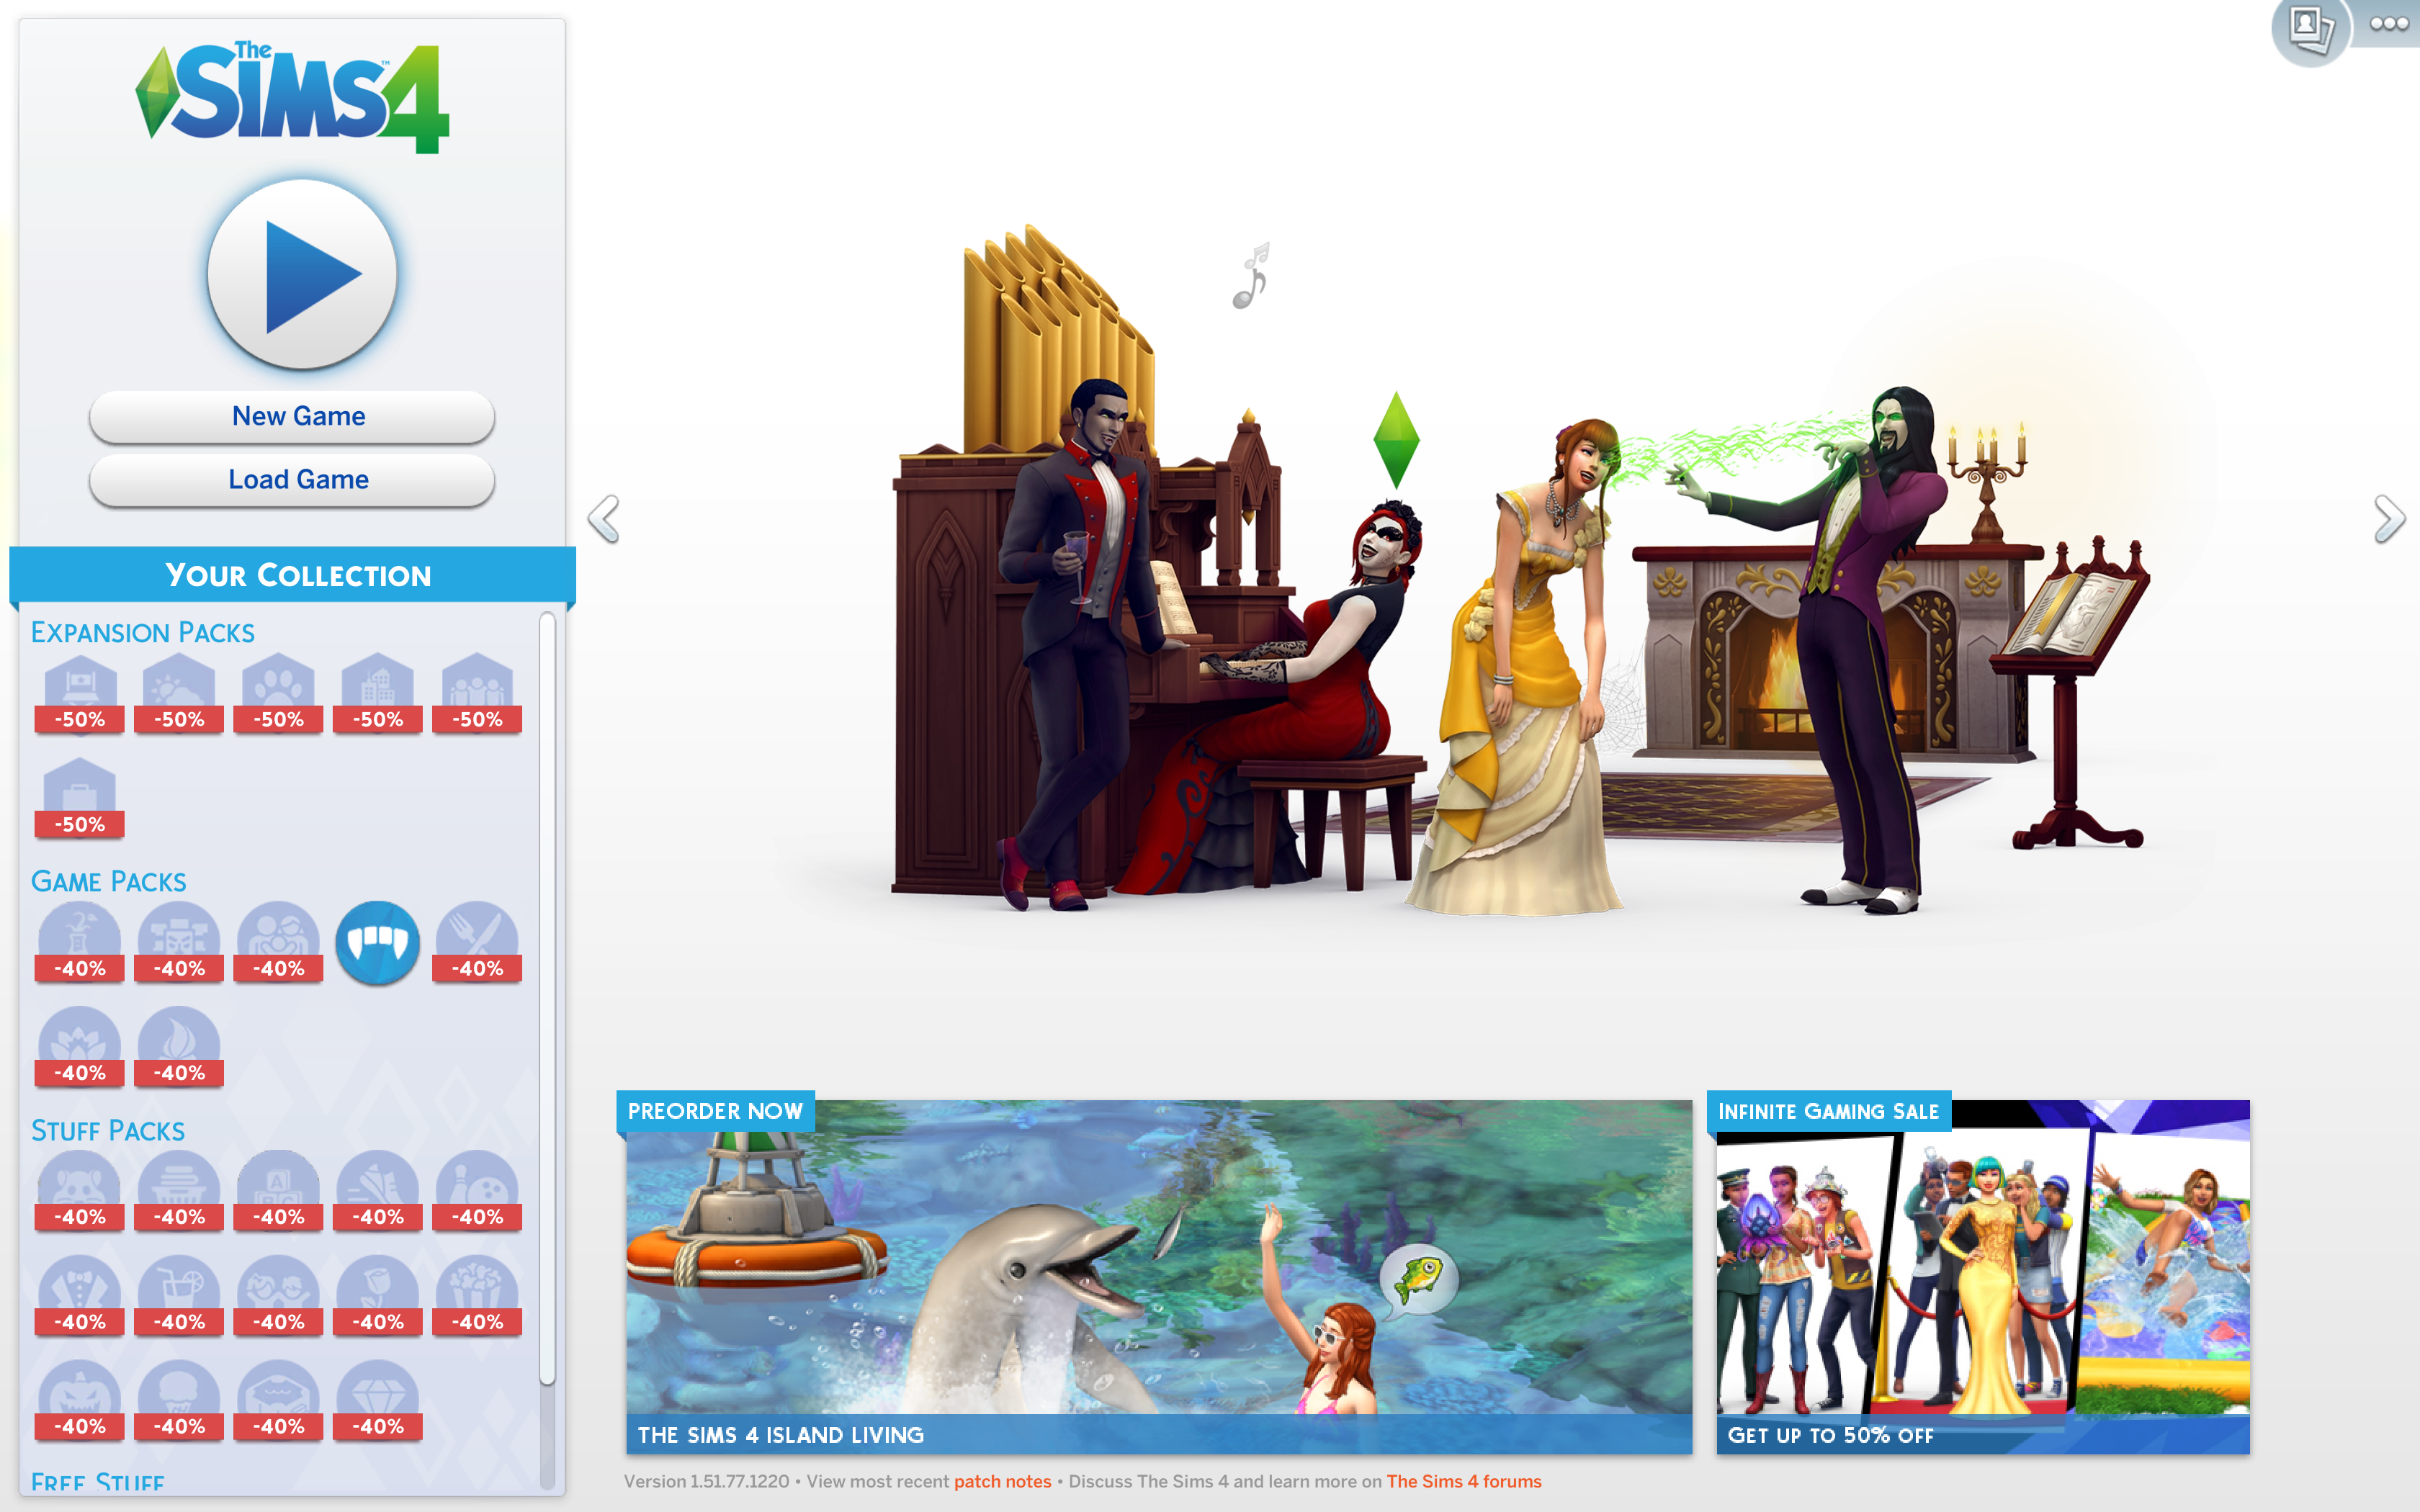 The Sims 4™
New Game
Load Game
Your Collection
Expansion Packs
-50% -50% -50% -50% -50%
-50%
Game Packs
-40% -40% -40% -40%
-40% -40%
Stuff Packs
-40% -40% -40% -40% -40%
-40% -40% -40% -40% -40%
-40% -40% -40% -40%
Free Stuff
PREORDER NOW
THE SIMS 4 ISLAND LIVING
Infinite Gaming Sale
Get up to 50% off
Version 1.51.77.1220 • View most recent patch notes • Discuss The Sims 4 and learn more on The Sims 4 forums